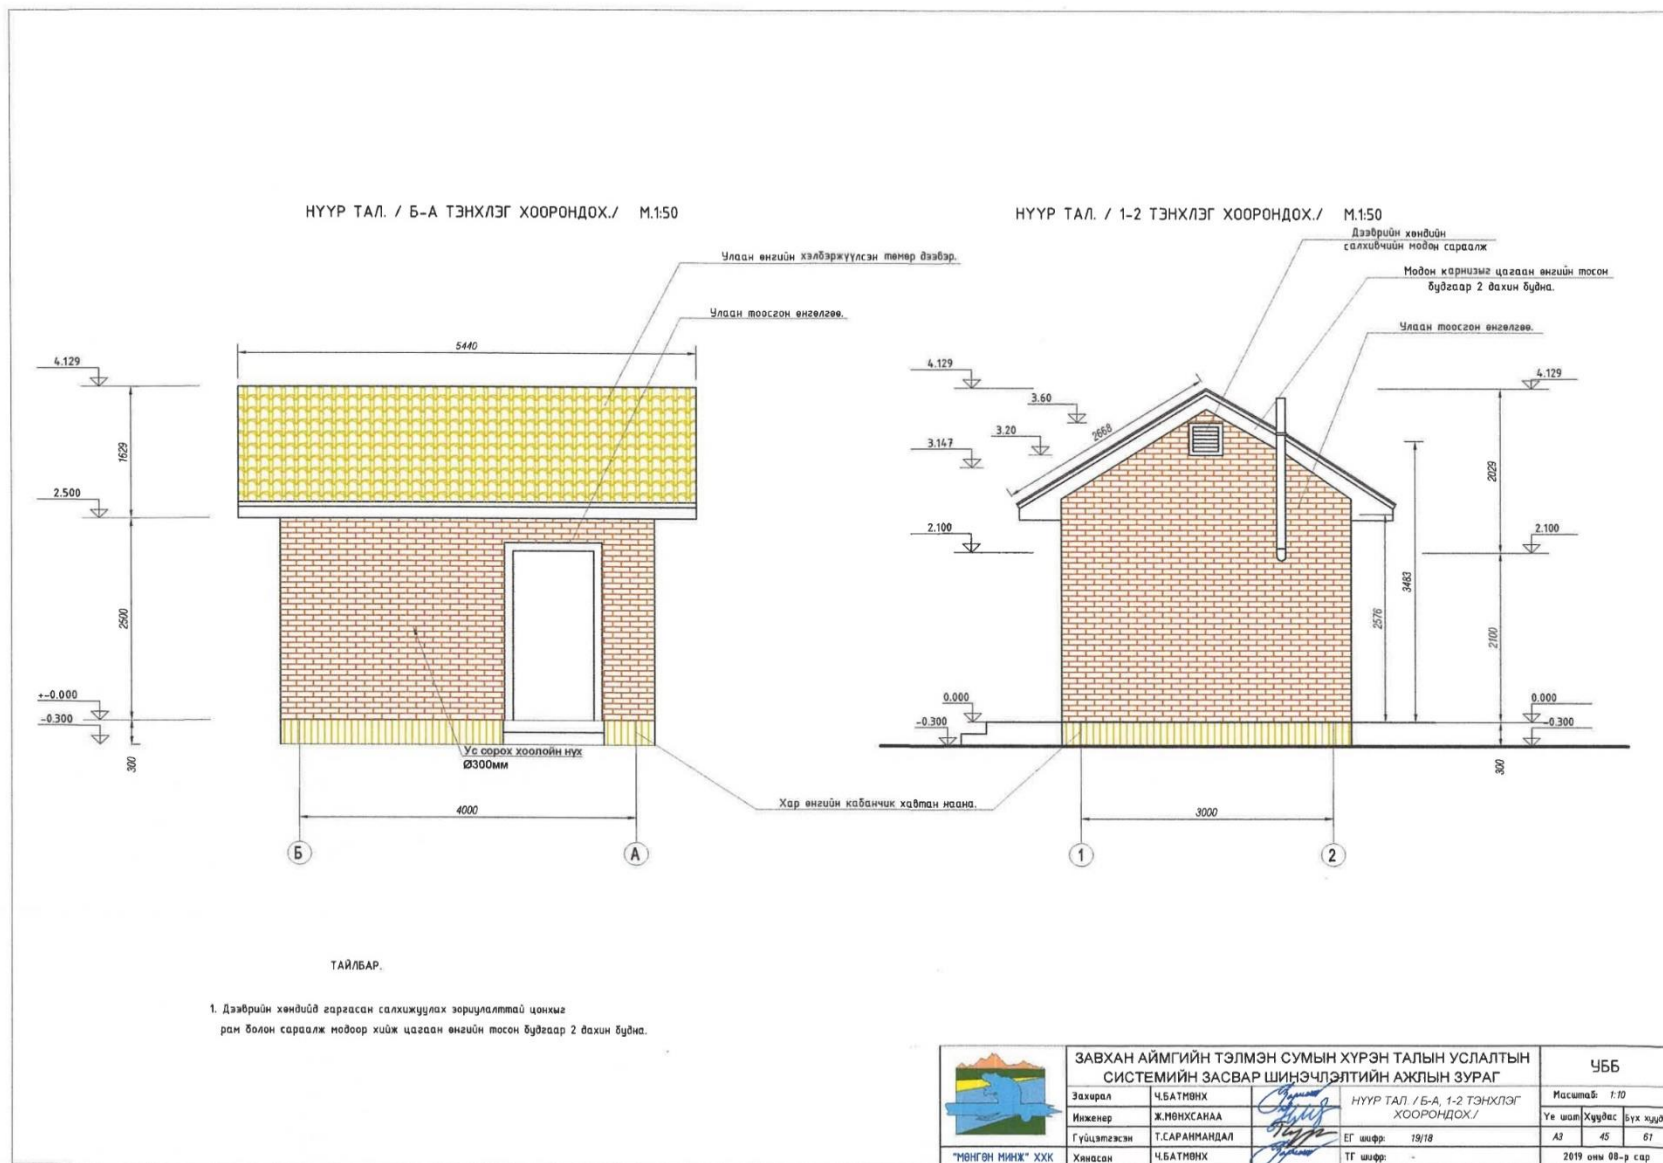 НҮҮР ТАЛ. / Б-А ТЭНХЛЭГ ХООРОНДОХ./ М.1:50
Улаан өнгийн хэлбэржүүлсэн төмөр дээвэр.
Улаан тоосгон өнгөлгөө.
5440
4.129
1629
2.500
2500
+-0.000
-0.300
300
Ус сорох хоолойн нүх
Ø300мм
4000
Б
А
Хар өнгийн кабанчик хавтан наана.
НҮҮР ТАЛ. / 1-2 ТЭНХЛЭГ ХООРОНДОХ./ М.1:50
Дээврийн хөндийн
салхивчийн модон сараалж
Модон карнизыг цагаан өнгийн тосон
будгаар 2 дахин будна.
Улаан тоосгон өнгөлгөө.
4.129
3.60
3.20
3.147
2668
2.100
0.000
-0.300
4.129
2029
3483
2576
2.100
2100
0.000
-0.300
300
3000
1
2
ТАЙЛБАР.
1. Дээврийн хөндийд гаргасан салхижуулах зориулалттай цонхыг
рам болон сараалж модоор хийж цагаан өнгийн тосон будгаар 2 дахин будна.
"МӨНГӨН МИНЖ" ХХК
ЗАВХАН АЙМГИЙН ТЭЛМЭН СУМЫН ХҮРЭН ТАЛЫН УСЛАЛТЫН
СИСТЕМИЙН ЗАСВАР ШИНЭЧЛЭЛТИЙН АЖЛЫН ЗУРАГ
УББ
Захирал Ч.БАТМӨНХ
Инженер Ж.МӨНХСАНАА
Гүйцэтгэсэн Т.САРАНМАНДАЛ
Хянасан Ч.БАТМӨНХ
НҮҮР ТАЛ. / Б-А, 1-2 ТЭНХЛЭГ
ХООРОНДОХ./
ЕГ шифр: 19/18
ТГ шифр: -
Масштаб: 1:10
Үе шат Хуудас Бүх хууд
А3 45 61
2019 оны 08-р сар